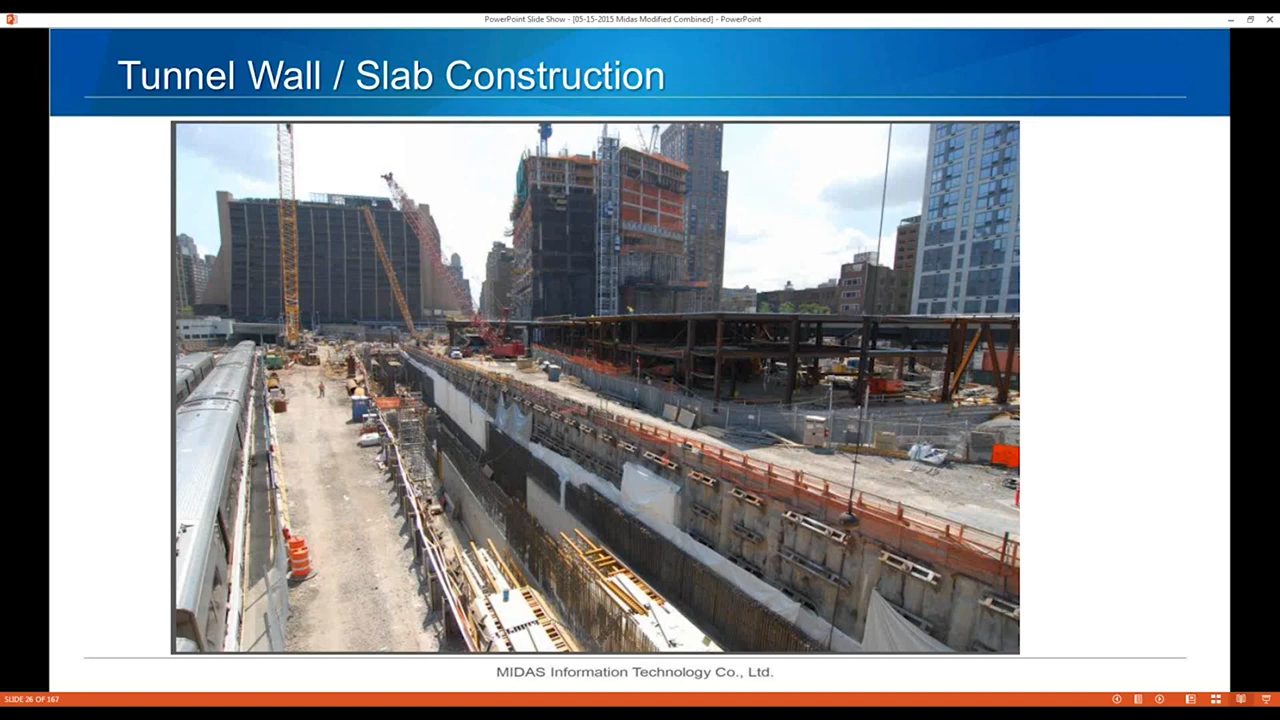 PowerPoint Slide Show - [05-15-2015 Midas Modified Combined] - PowerPoint
Tunnel Wall / Slab Construction
MIDAS Information Technology Co., Ltd.
SLIDE 26 OF 167